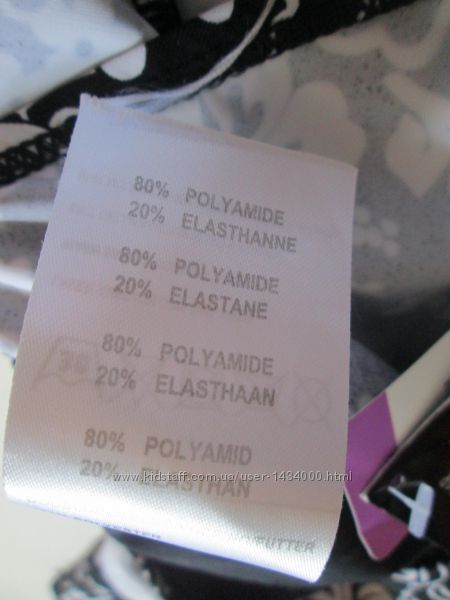 80% POLYAMIDE
20% ELASTHANNE
80% POLYAMIDE
20% ELASTANE
80% POLYAMIDE
20% ELASTHAAN
80% POLYAMID
20% ELASTHAN
www.kidstaff.com.ua/user-1434000.html
FUTTER